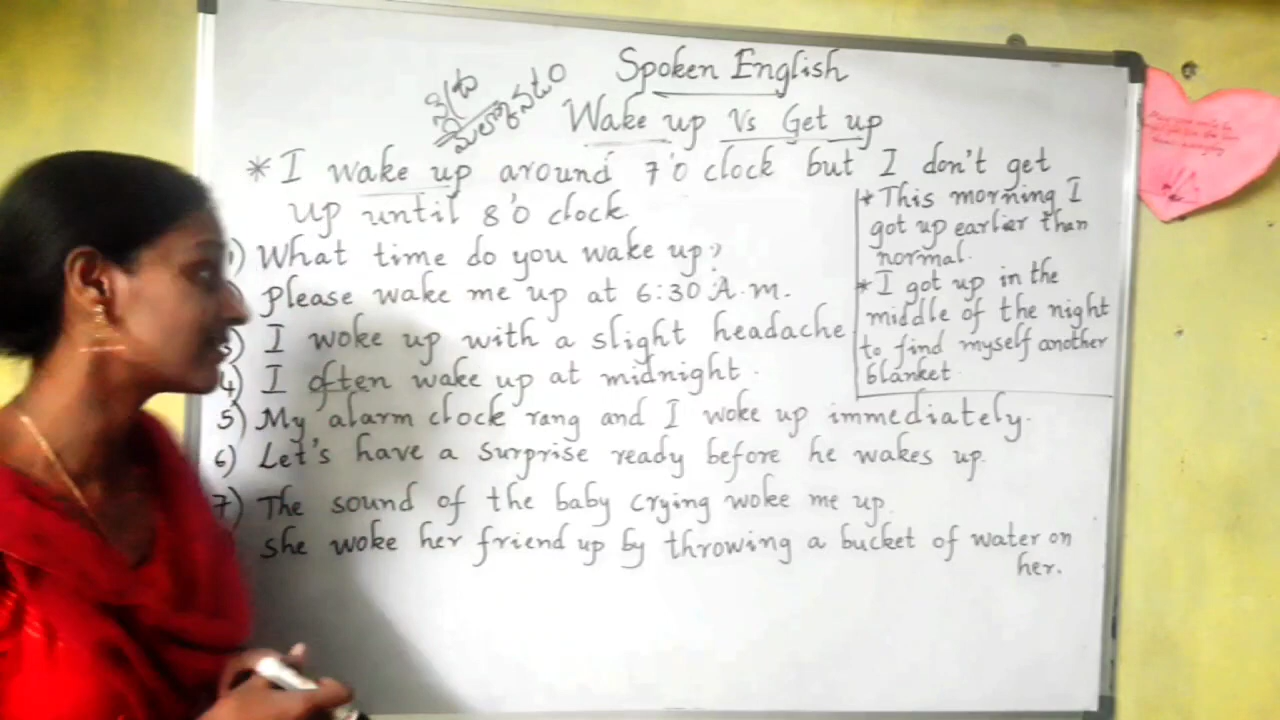 Spoken English
Wake up Vs Get up
* I wake up around 7'0 clock but I don't get
up until 8'0 clock
1) What time do you wake up?
Please wake me up at 6:30 A.m.
3) I woke up with a slight headache
4) I often wake up at midnight.
5) My alarm clock rang and I woke up immediately.
6) Let's have a surprise ready before he wakes up.
7) The sound of the baby crying woke me up.
She woke her friend up by throwing a bucket of water on
her.
* This morning I
got up earlier than
normal.
* I got up in the
middle of the night
to find myself another
blanket.